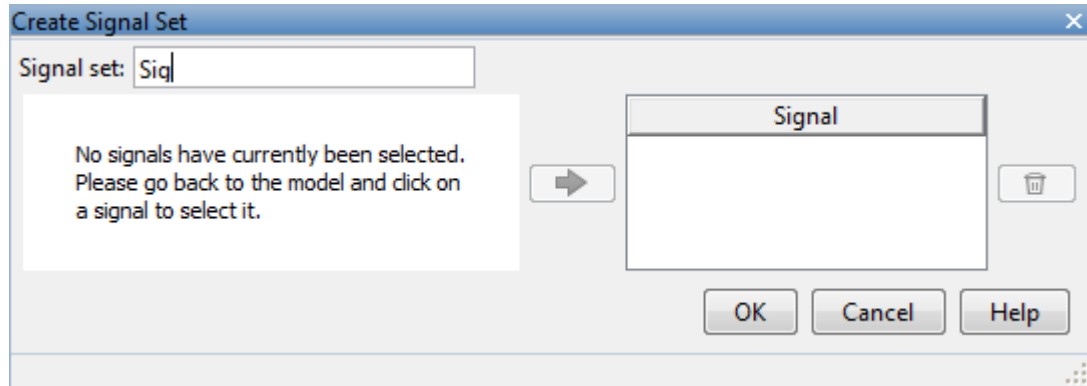 Create Signal Set
Signal set: Sig
No signals have currently been selected.
Please go back to the model and click on
a signal to select it.
Signal
OK Cancel Help